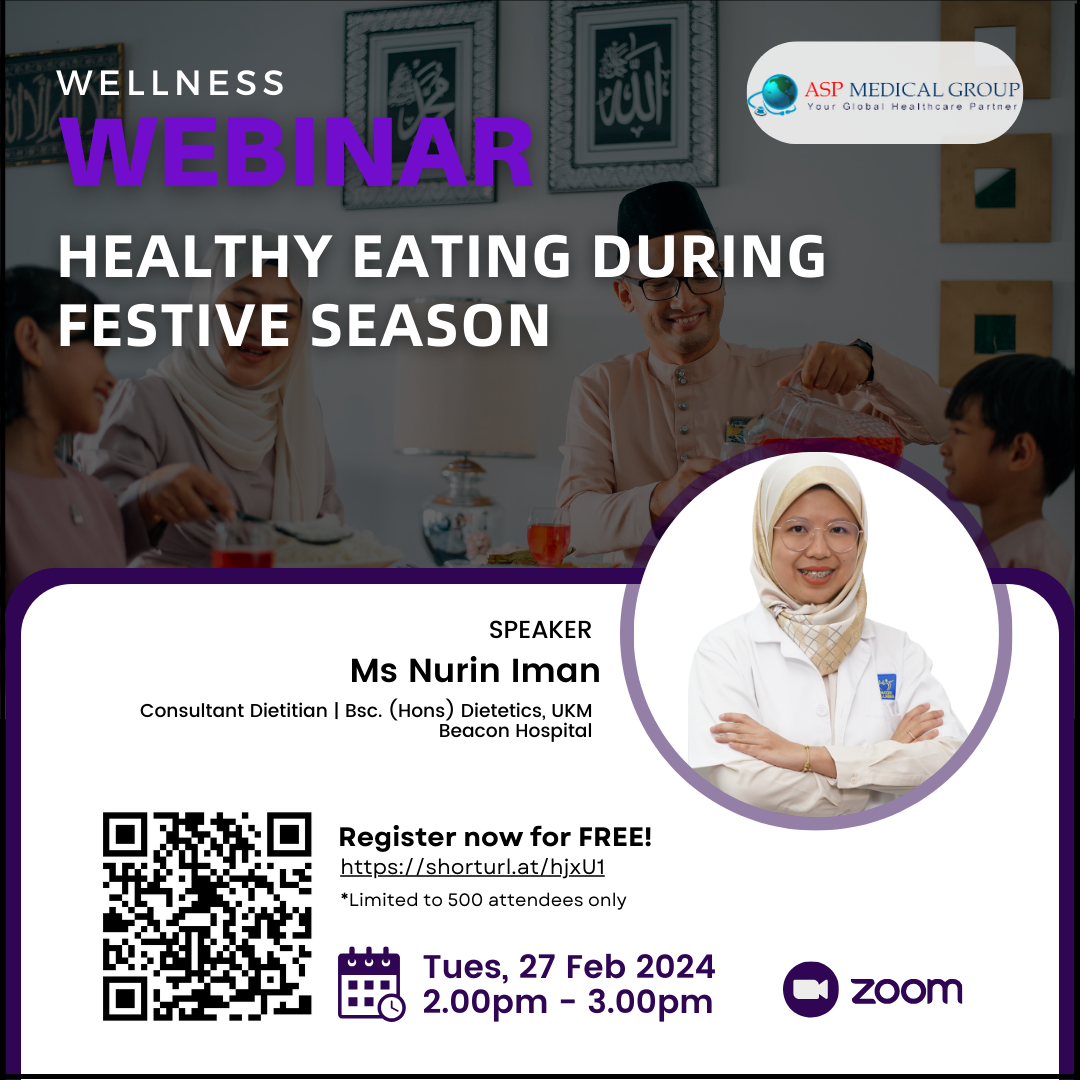 WELLNESS
WEBINAR
HEALTHY EATING DURING
FESTIVE SEASON
ASP MEDICAL GROUP
Your Global Healthcare Partner
SPEAKER
Ms Nurin Iman
Consultant Dietitian | Bsc. (Hons) Dietetics, UKM
Beacon Hospital
Register now for FREE!
https://shorturl.at/hjxU1
*Limited to 500 attendees only
Tues, 27 Feb 2024
2.00pm - 3.00pm
zoom